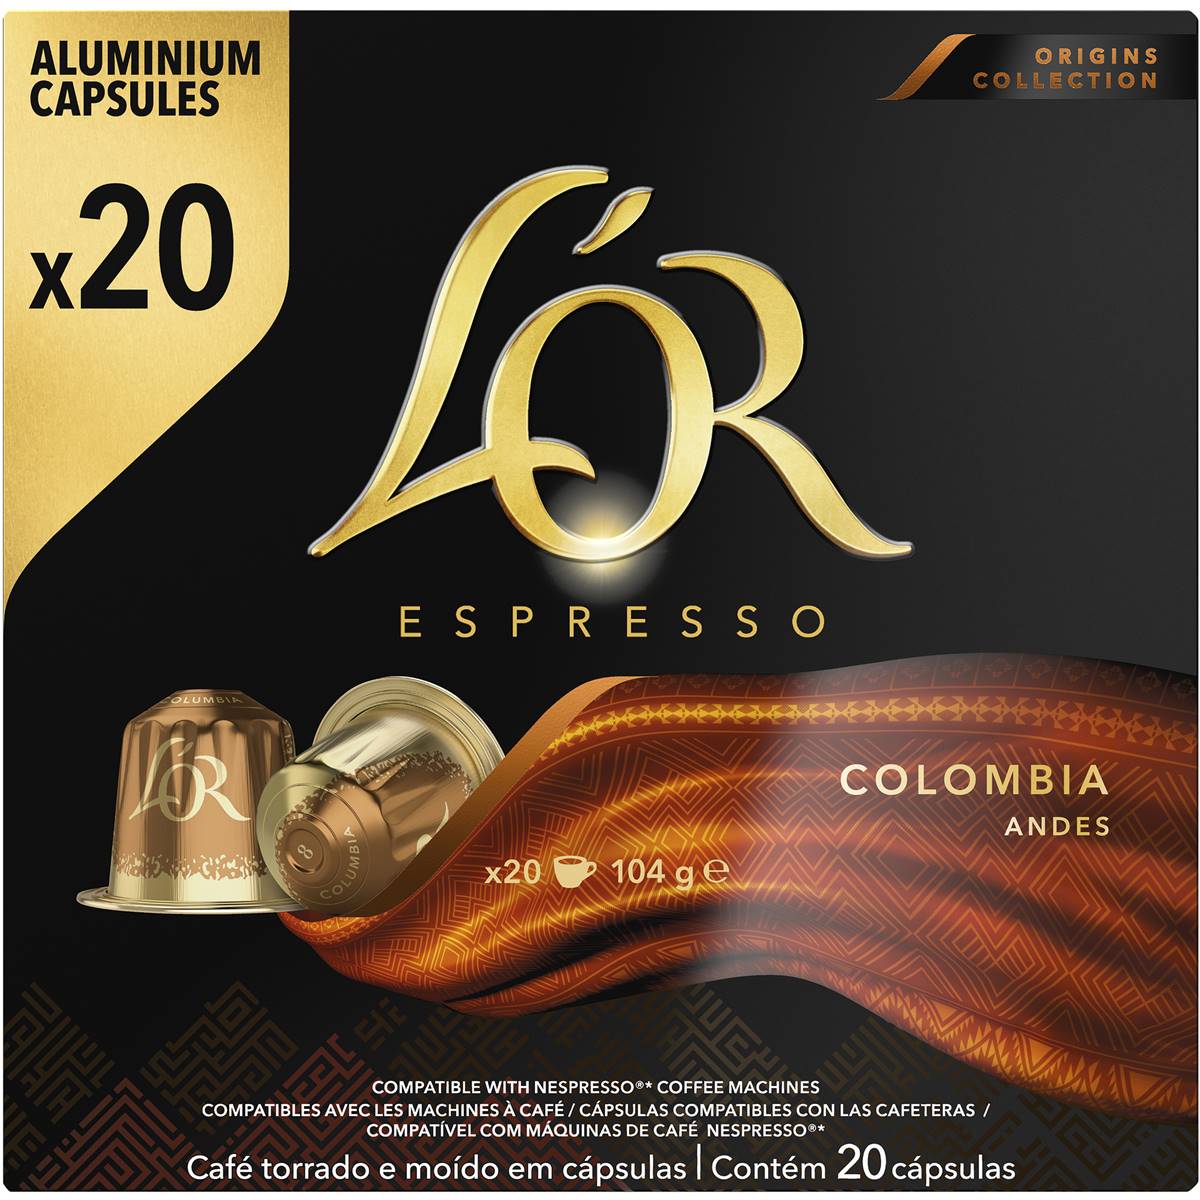 ALUMINIUM
CAPSULES
x20
ORIGINS
COLLECTION
L'OR
ESPRESSO
COLOMBIA
ANDES
x20 104 g ℮
COLUMBIA
L'OR
8
COLUMBIA
COMPATIBLE WITH NESPRESSO®* COFFEE MACHINES
COMPATIBLES AVEC LES MACHINES À CAFÉ / CÁPSULAS COMPATIBLES CON LAS CAFETERAS /
COMPATÍVEL COM MÁQUINAS DE CAFÉ NESPRESSO®*
Café torrado e moído em cápsulas | Contém 20 cápsulas